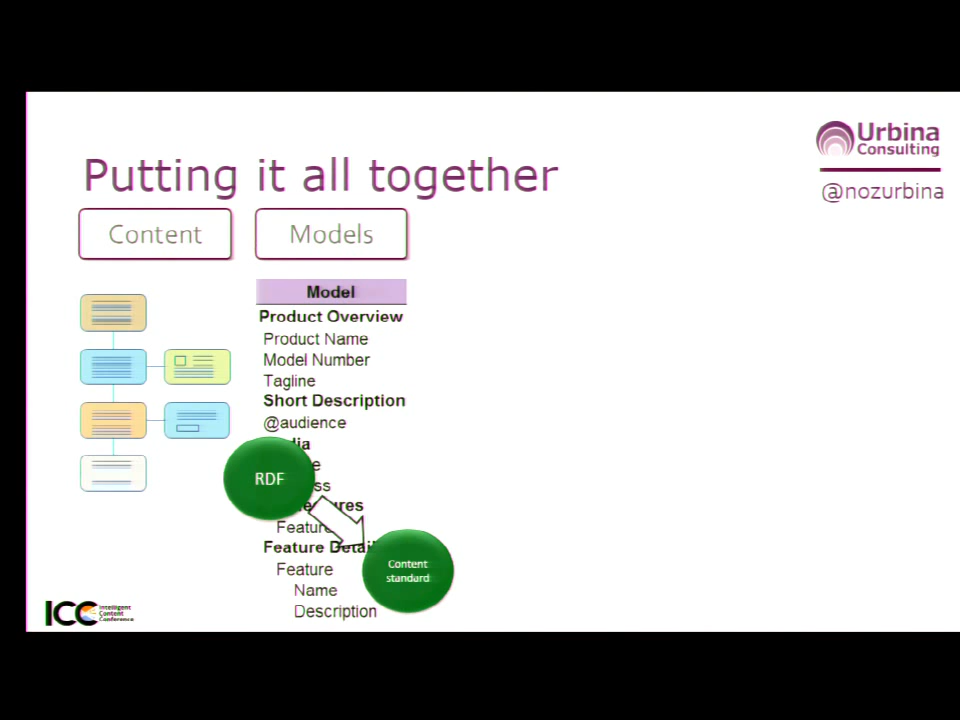 Urbina
Consulting
@nozurbina
Putting it all together
Content
Models
Model
Product Overview
Product Name
Model Number
Tagline
Short Description
@audience
RDF
Feature
Feature Detail
Content
standard
Feature
Name
Description
ICC
Intelligent
Content
Conference